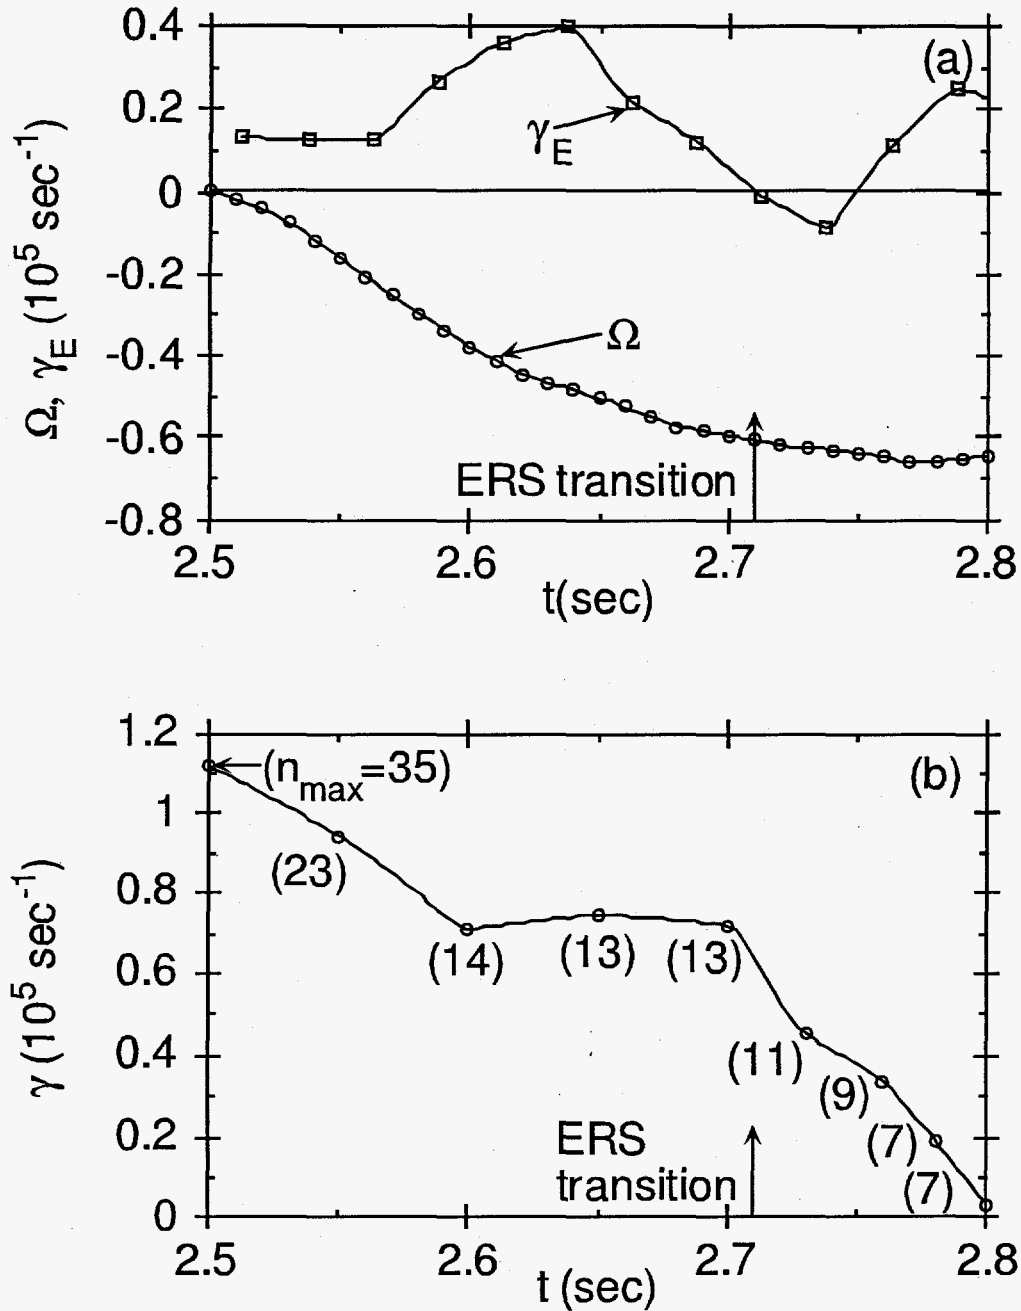 0.4
(a)
0.2
γE
0
-0.2
Ω
-0.4
-0.6
ERS transition
-0.8
Ω, γE (10⁵ sec⁻¹)
2.5 2.6 2.7 2.8
t(sec)
1.2
(nmax=35)
(b)
1
(23)
0.8
(14) (13) (13)
0.6
0.4
(11)
(9)
0.2
(7)
(7)
ERS
transition
0
γ (10⁵ sec⁻¹)
2.5 2.6 2.7 2.8
t (sec)